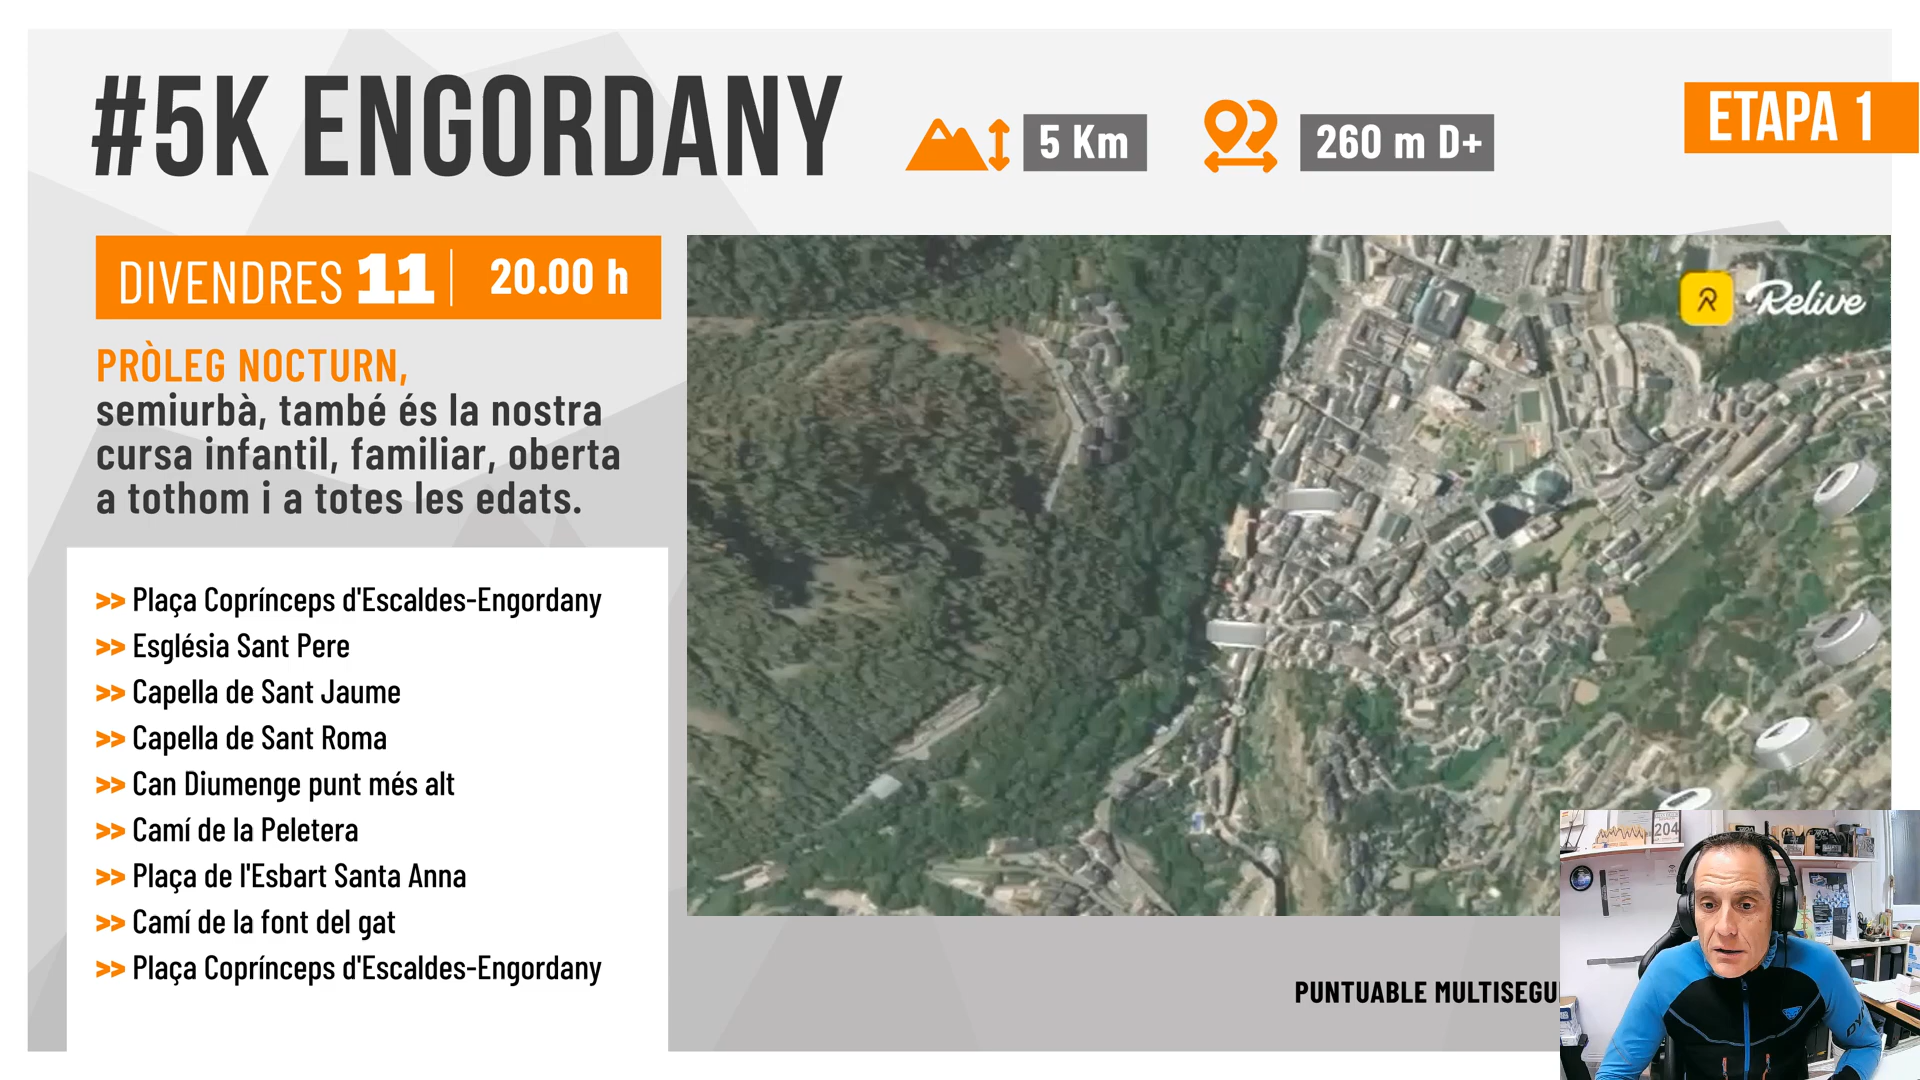 #5K ENGORDANY
5 Km
260 m D+
ETAPA 1
DIVENDRES 11
20.00 h
Relive
PRÒLEG NOCTURN,
semiurbà, també és la nostra
cursa infantil, familiar, oberta
a tothom i a totes les edats.
>> Plaça Coprínceps d'Escaldes-Engordany
>> Església Sant Pere
>> Capella de Sant Jaume
>> Capella de Sant Roma
>> Can Diumenge punt més alt
>> Camí de la Peletera
>> Plaça de l'Esbart Santa Anna
>> Camí de la font del gat
>> Plaça Coprínceps d'Escaldes-Engordany
PUNTUABLE MULTISEGU
204